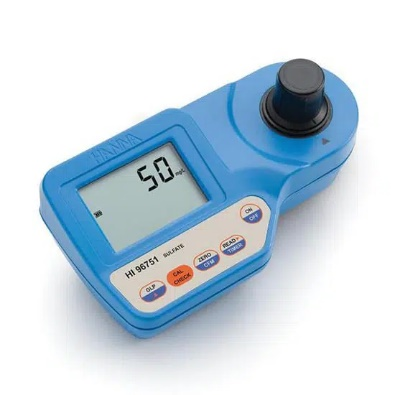 HANNA
50 mg/L
HI 96751 SULFATE
GLP
CAL
CHECK
ZERO
CFM
READ
TIMER
ON
OFF